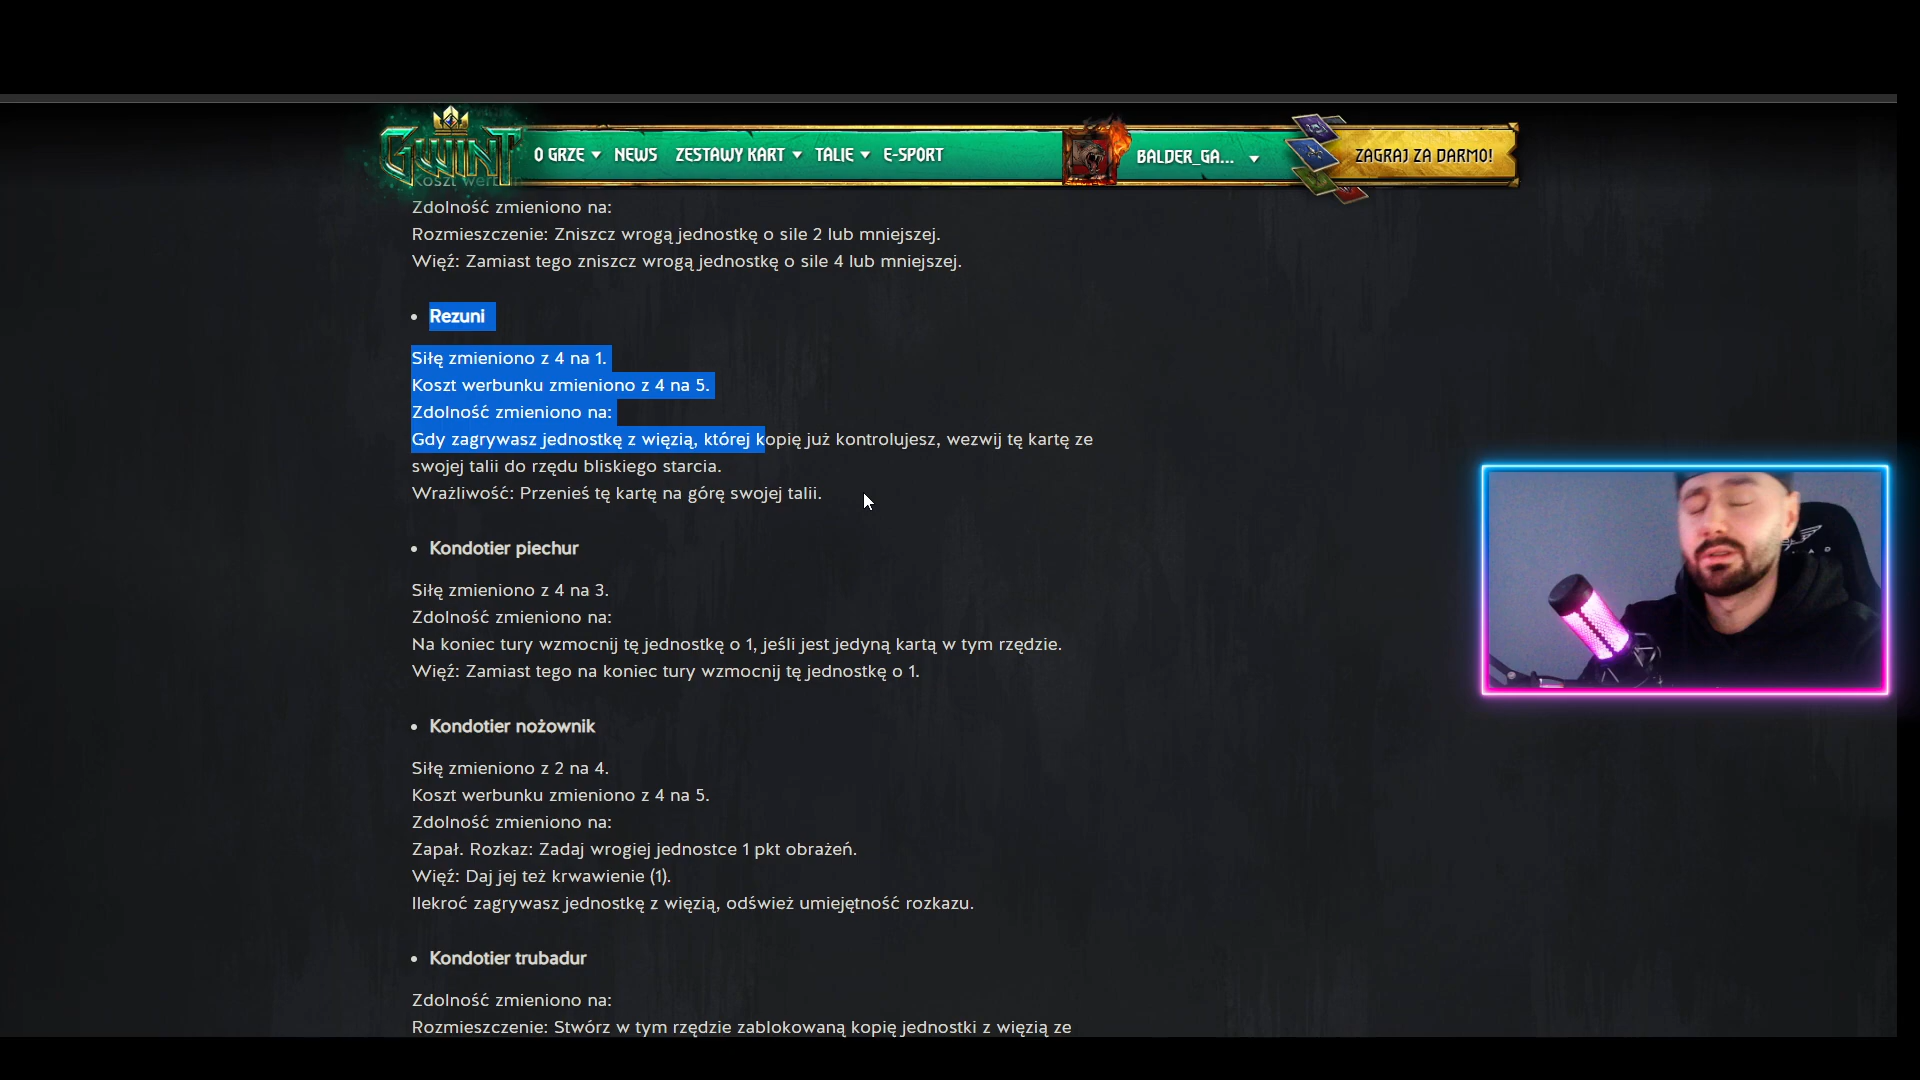 GWINT
O GRZE
NEWS
ZESTAWY KART
TALIE
E-SPORT
BALDER_GA...
ZAGRAJ ZA DARMO!
Koszt
Zdolność zmieniono na:
Rozmieszczenie: Zniszcz wrogą jednostkę o sile 2 lub mniejszej.
Więź: Zamiast tego zniszcz wrogą jednostkę o sile 4 lub mniejszej.
• Rezuni
Siłę zmieniono z 4 na 1.
Koszt werbunku zmieniono z 4 na 5.
Zdolność zmieniono na:
Gdy zagrywasz jednostkę z więzią, której kopię już kontrolujesz, wezwij tę kartę ze
swojej talii do rzędu bliskiego starcia.
Wrażliwość: Przenieś tę kartę na górę swojej talii.
• Kondotier piechur
Siłę zmieniono z 4 na 3.
Zdolność zmieniono na:
Na koniec tury wzmocnij tę jednostkę o 1, jeśli jest jedyną kartą w tym rzędzie.
Więź: Zamiast tego na koniec tury wzmocnij tę jednostkę o 1.
• Kondotier nożownik
Siłę zmieniono z 2 na 4.
Koszt werbunku zmieniono z 4 na 5.
Zdolność zmieniono na:
Zapał. Rozkaz: Zadaj wrogiej jednostce 1 pkt obrażeń.
Więź: Daj jej też krwawienie (1).
Ilekroć zagrywasz jednostkę z więzią, odśwież umiejętność rozkazu.
• Kondotier trubadur
Zdolność zmieniono na:
Rozmieszczenie: Stwórz w tym rzędzie zablokowaną kopię jednostki z więzią ze